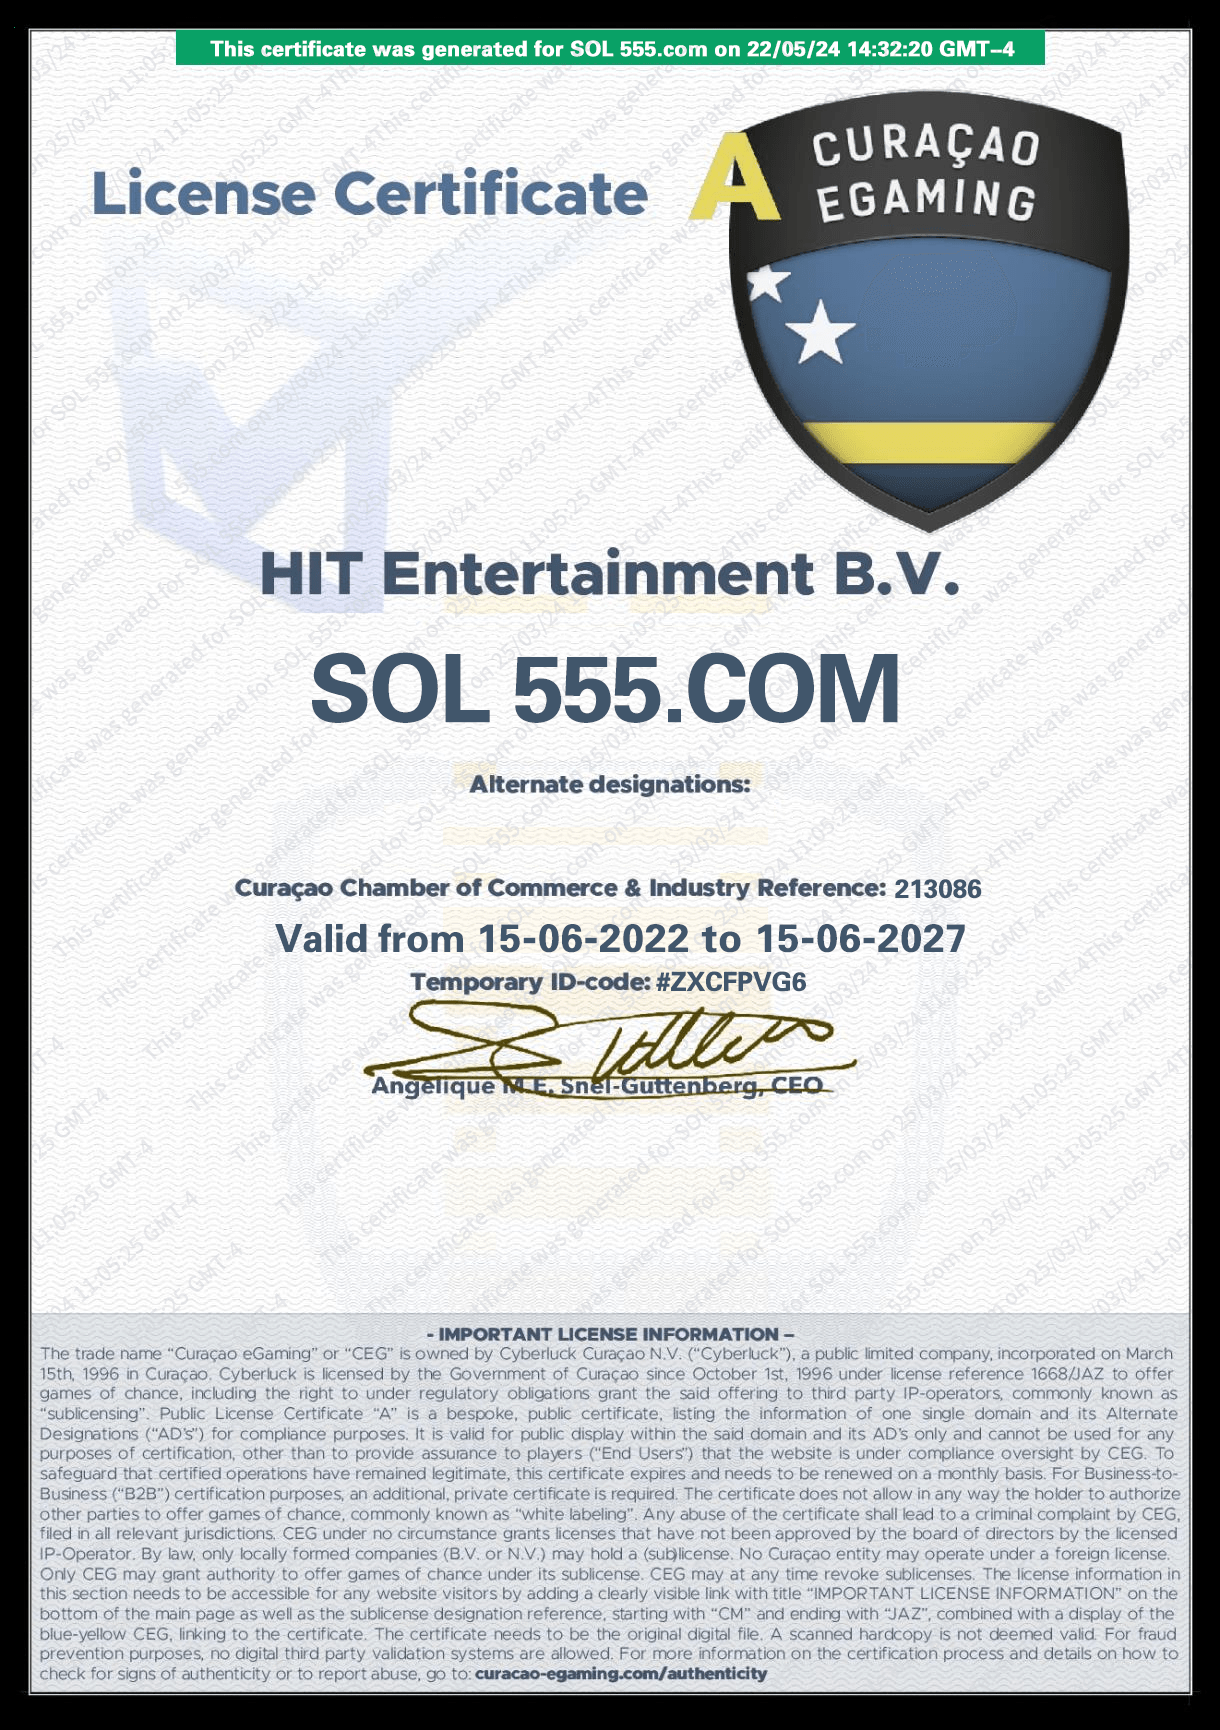 This certificate was generated for SOL 555.com on 22/05/24 14:32:20 GMT–4
License Certificate
A
CURAÇAO
EGAMING
HIT Entertainment B.V.
SOL 555.COM
Alternate designations:
Curaçao Chamber of Commerce & Industry Reference: 213086
Valid from 15-06-2022 to 15-06-2027
Temporary ID-code: #ZXCFPVG6
Angelique M.E. Snel-Guttenberg, CEO
- IMPORTANT LICENSE INFORMATION –
The trade name “Curaçao eGaming” or “CEG” is owned by Cyberluck Curaçao N.V. (“Cyberluck”), a public limited company, incorporated on March
15th, 1996 in Curaçao. Cyberluck is licensed by the Government of Curaçao since October 1st, 1996 under license reference 1668/JAZ to offer
games of chance, including the right to under regulatory obligations grant the said offering to third party IP-operators, commonly known as
“sublicensing”. Public License Certificate “A” is a bespoke, public certificate, listing the information of one single domain and its Alternate
Designations (“AD’s”) for compliance purposes. It is valid for public display within the said domain and its AD’s only and cannot be used for any
purposes of certification, other than to provide assurance to players (“End Users”) that the website is under compliance oversight by CEG. To
safeguard that certified operations have remained legitimate, this certificate expires and needs to be renewed on a monthly basis. For Business-to-
Business (“B2B”) certification purposes, an additional, private certificate is required. The certificate does not allow in any way the holder to authorize
other parties to offer games of chance, commonly known as “white labeling”. Any abuse of the certificate shall lead to a criminal complaint by CEG,
filed in all relevant jurisdictions. CEG under no circumstance grants licenses that have not been approved by the board of directors by the licensed
IP-Operator. By law, only locally formed companies (B.V. or N.V.) may hold a (sub)license. No Curaçao entity may operate under a foreign license.
Only CEG may grant authority to offer games of chance under its sublicense. CEG may at any time revoke sublicenses. The license information in
this section needs to be accessible for any website visitors by adding a clearly visible link with title “IMPORTANT LICENSE INFORMATION” on the
bottom of the main page as well as the sublicense designation reference, starting with “CM” and ending with “JAZ”, combined with a display of the
blue-yellow CEG, linking to the certificate. The certificate needs to be the original digital file. A scanned hardcopy is not deemed valid. For fraud
prevention purposes, no digital third party validation systems are allowed. For more information on the certification process and details on how to
check for signs of authenticity or to report abuse, go to: curacao-egaming.com/authenticity